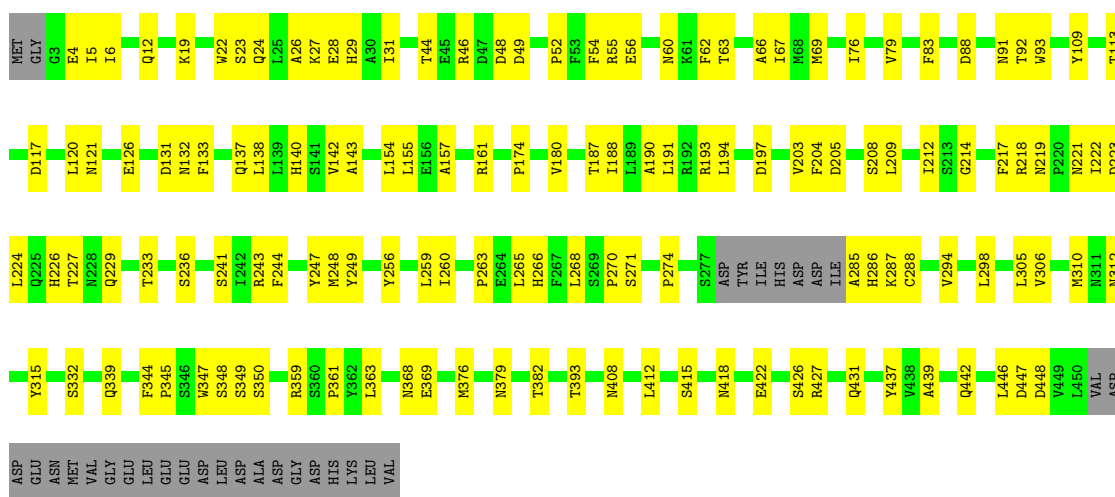 MET GLY G3 E4 I5 I6 Q12 K19 W22 S23 Q24 L25 A26 K27 E28 H29 A30 I31 T44 E45 R46 D47 D48 D49 P52 F53 F54 R55 E56 N60 K61 F62 T63 A66 I67 M68 M69 I76 V79 F83 D88 N91 T92 W93 Y109 T113
D117 L120 N121 E126 D131 N132 F133 Q137 L138 L139 H140 S141 V142 A143 L154 L155 E156 A157 R161 P174 V180 T187 I188 L189 A190 L191 R192 R193 L194 D197 V203 F204 D205 S208 L209 I212 S213 G214 F217 R218 N219 P220 N221 I222 D223
L224 Q225 H226 T227 N228 Q229 T233 S236 S241 I242 R243 F244 Y247 M248 Y249 Y256 L259 I260 P263 E264 L265 H266 F267 L268 S269 P270 S271 P274 S277 ASP TYR ILE HIS ASP ASP ILE A285 H286 K287 C288 V294 L298 L305 V306 M310 N311 N312
Y315 S332 Q339 F344 P345 S346 W347 S348 S349 S350 R359 S360 P361 Y362 L363 N368 E369 M376 N379 T382 T393 N408 L412 S415 N418 E422 S426 R427 Q431 Y437 V438 A439 Q442 L446 D447 D448 V449 L450 VAL ASP
ASP GLU ASN MET VAL GLY GLU LEU GLU GLU ASP LEU ASP ALA ASP GLY ASP HIS LYS LEU VAL